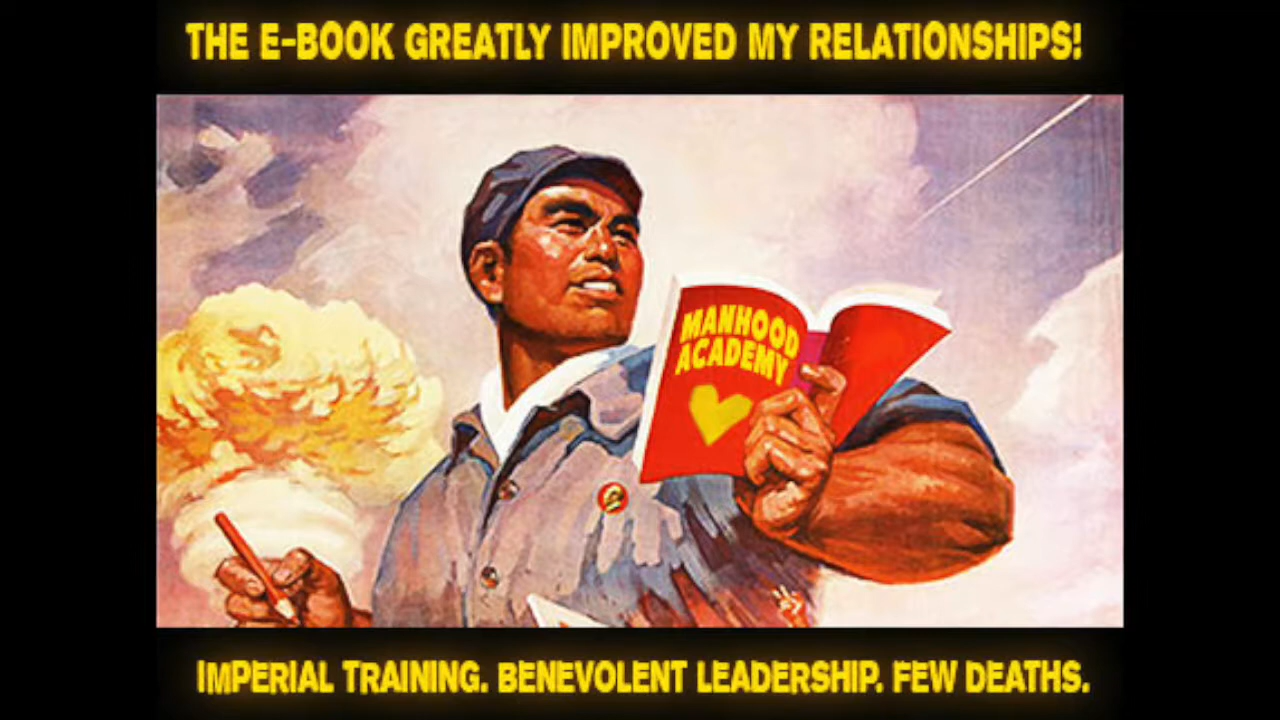 THE E-BOOK GREATLY IMPROVED MY RELATIONSHIPS!
MANHOOD
ACADEMY
IMPERIAL TRAINING. BENEVOLENT LEADERSHIP. FEW DEATHS.